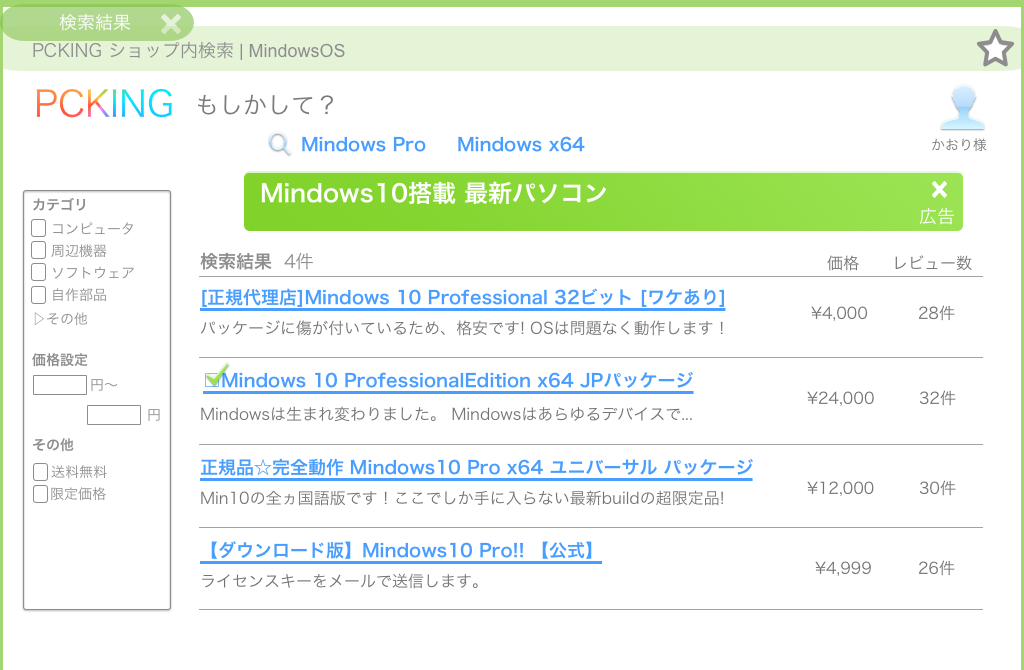 検索結果
PCKING ショップ内検索 | MindowsOS
PCKING もしかして？
Mindows Pro Mindows x64
かおり様
Mindows10搭載 最新パソコン
広告
カテゴリ
コンピュータ
周辺機器
ソフトウェア
自作部品
▷その他
価格設定
円〜
円
その他
送料無料
限定価格
検索結果 4件 価格 レビュー数
[正規代理店]Mindows 10 Professional 32ビット [ワケあり]
パッケージに傷が付いているため、格安です! OSは問題なく動作します！
¥4,000 28件
Mindows 10 ProfessionalEdition x64 JPパッケージ
Mindowsは生まれ変わりました。 Mindowsはあらゆるデバイスで...
¥24,000 32件
正規品☆完全動作 Mindows10 Pro x64 ユニバーサル パッケージ
Min10の全ヵ国語版です！ここでしか手に入らない最新buildの超限定品!
¥12,000 30件
【ダウンロード版】Mindows10 Pro!! 【公式】
ライセンスキーをメールで送信します。
¥4,999 26件